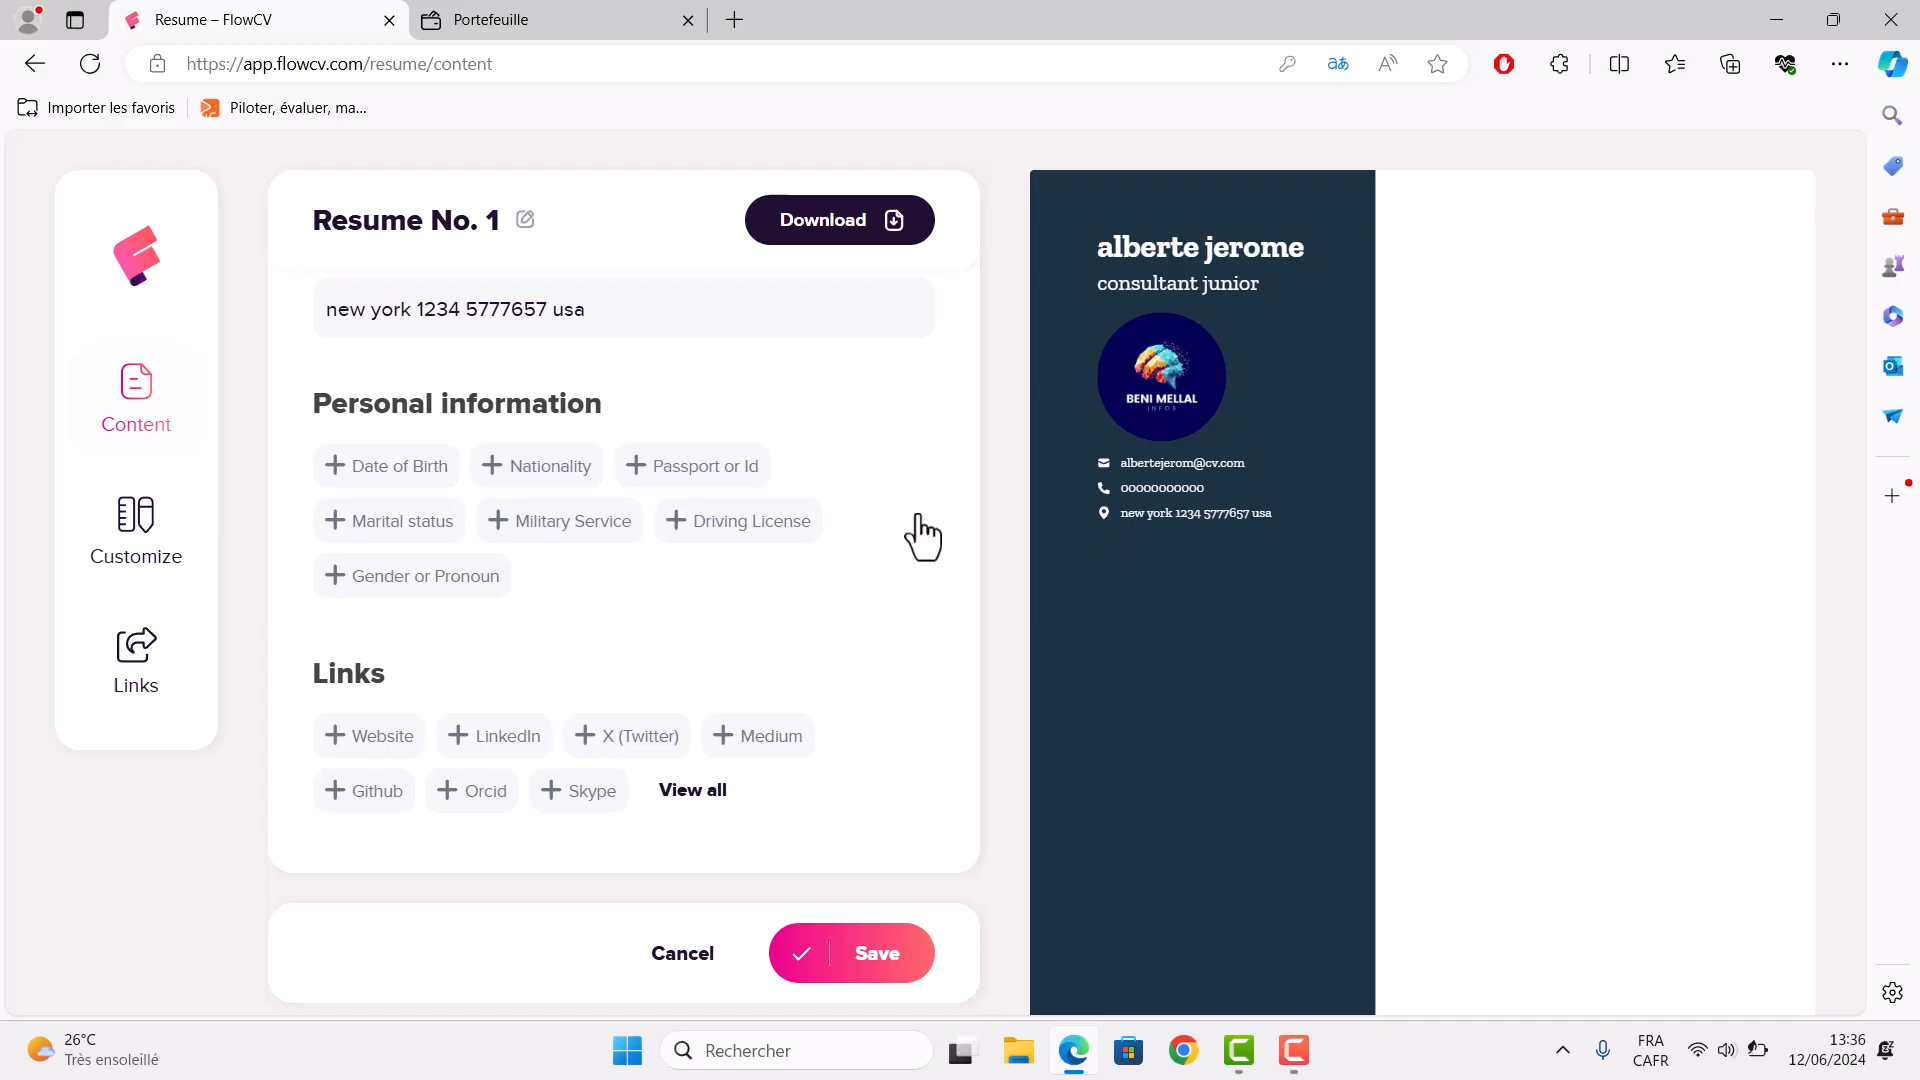 Resume – FlowCV
Portefeuille
https://app.flowcv.com/resume/content
Importer les favoris
Piloter, évaluer, ma...
Resume No. 1
Download
new york 1234 5777657 usa
Personal information
Date of Birth
Nationality
Passport or Id
Marital status
Military Service
Driving License
Gender or Pronoun
Links
Website
LinkedIn
X (Twitter)
Medium
Github
Orcid
Skype
View all
Cancel
Save
Content
Customize
Links
alberte jerome
consultant junior
BENI MELLAL
INFOS
albertejerom@cv.com
00000000000
new york 1234 5777657 usa
26°C
Très ensoleillé
Rechercher
FRA
CAFR
13:36
12/06/2024